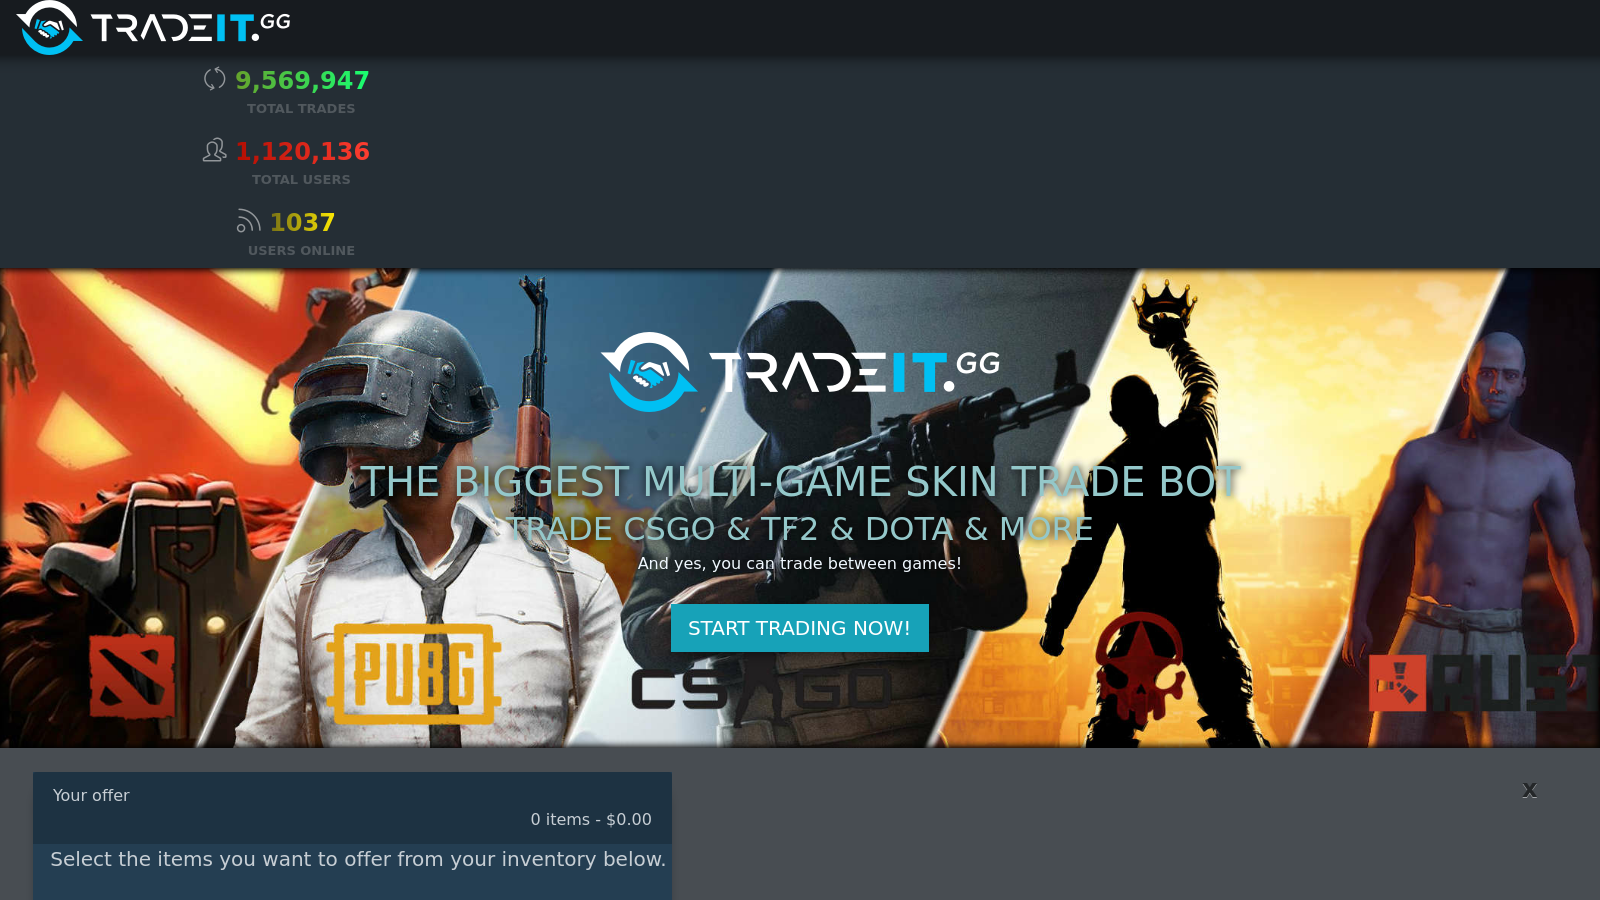 TRADEIT.GG
9,569,947
TOTAL TRADES
1,120,136
TOTAL USERS
1037
USERS ONLINE
TRADEIT.GG
THE BIGGEST MULTI-GAME SKIN TRADE BOT
TRADE CSGO & TF2 & DOTA & MORE
And yes, you can trade between games!
START TRADING NOW!
PUBG
CS GO
RUST
Your offer
X
0 items - $0.00
Select the items you want to offer from your inventory below.